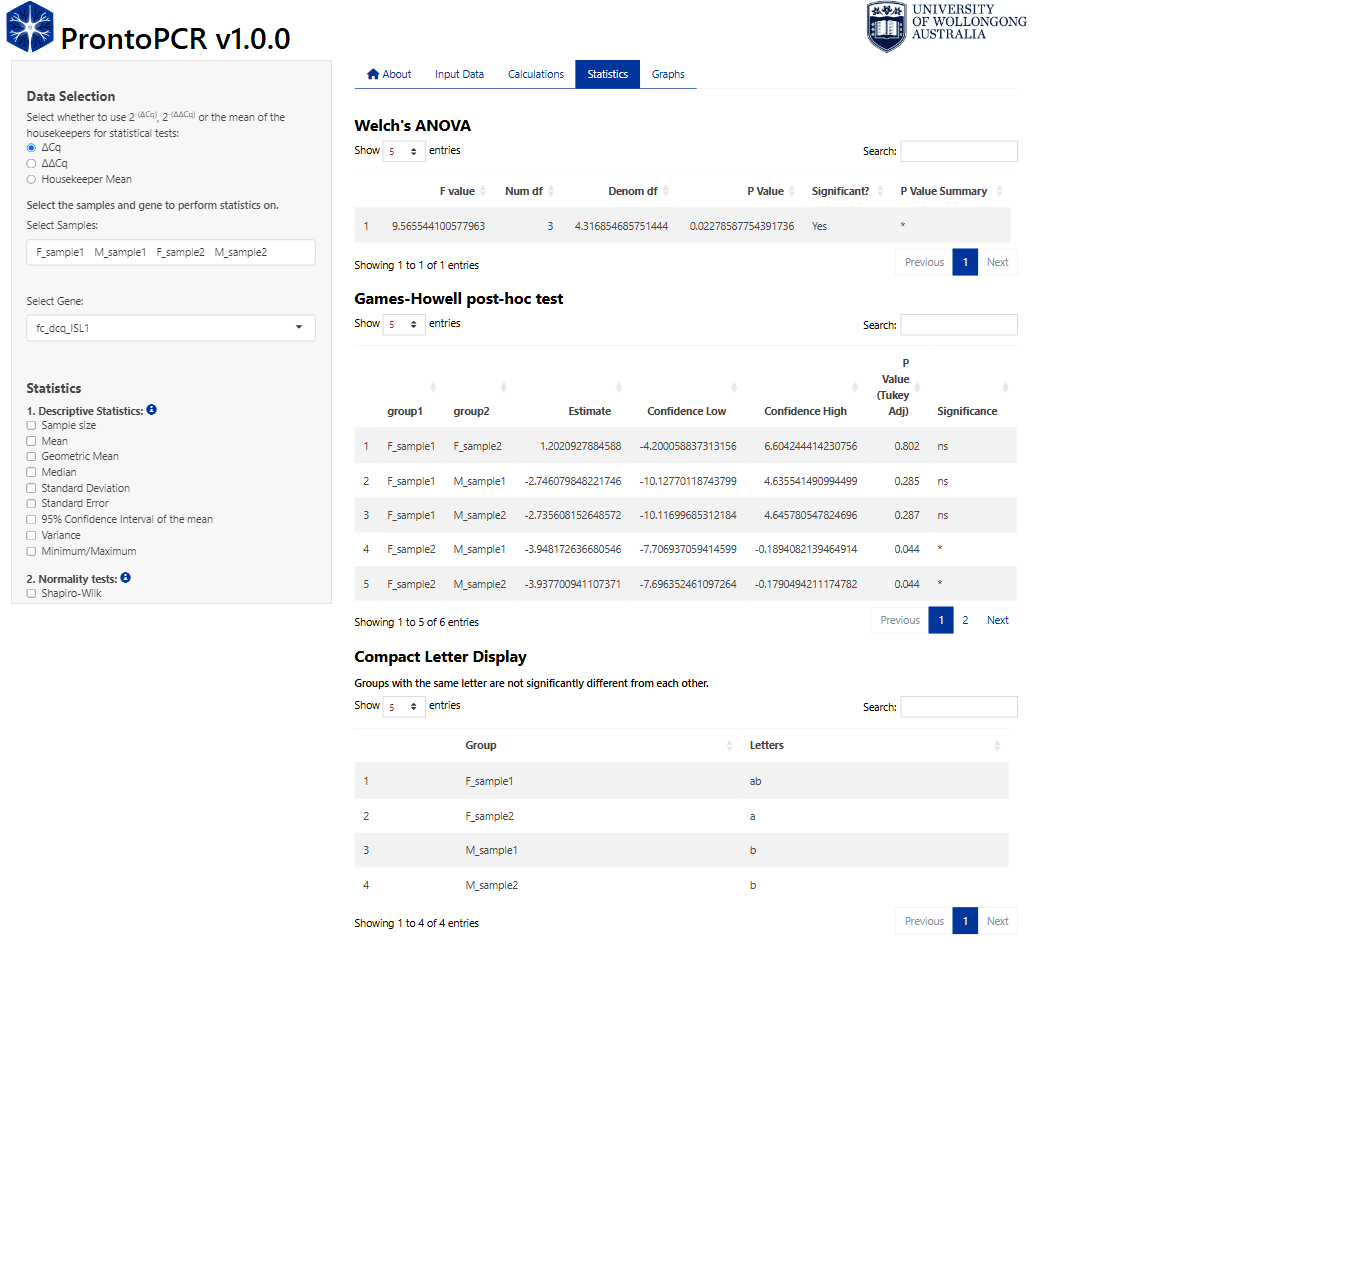 ProntoPCR v1.0.0
UNIVERSITY
OF WOLLONGONG
AUSTRALIA
About Input Data Calculations Statistics Graphs
Data Selection
Select whether to use 2^-(ΔCq), 2^-(ΔΔCq) or the mean of the
housekeepers for statistical tests:
ΔCq
ΔΔCq
Housekeeper Mean
Select the samples and gene to perform statistics on.
Select Samples:
F_sample1 M_sample1 F_sample2 M_sample2
Select Gene:
fc_dcq_ISL1
Statistics
1. Descriptive Statistics:
Sample size
Mean
Geometric Mean
Median
Standard Deviation
Standard Error
95% Confidence Interval of the mean
Variance
Minimum/Maximum
2. Normality tests:
Shapiro-Wilk
Welch's ANOVA
Show 5 entries Search:
F value Num df Denom df P Value Significant? P Value Summary
1 9.565544100577963 3 4.316854685751444 0.02278587754391736 Yes *
Showing 1 to 1 of 1 entries Previous 1 Next
Games-Howell post-hoc test
Show 5 entries Search:
group1 group2 Estimate Confidence Low Confidence High P Value (Tukey Adj) Significance
1 F_sample1 F_sample2 1.2020927884588 -4.200058837313156 6.604244414230756 0.802 ns
2 F_sample1 M_sample1 -2.746079848221746 -10.12770118743799 4.635541490994499 0.285 ns
3 F_sample1 M_sample2 -2.735608152648572 -10.11699685312184 4.645780547824696 0.287 ns
4 F_sample2 M_sample1 -3.948172636680546 -7.706937059414599 -0.1894082139464914 0.044 *
5 F_sample2 M_sample2 -3.937700941107371 -7.696352461097264 -0.1790494211174782 0.044 *
Showing 1 to 5 of 6 entries Previous 1 2 Next
Compact Letter Display
Groups with the same letter are not significantly different from each other.
Show 5 entries Search:
Group Letters
1 F_sample1 ab
2 F_sample2 a
3 M_sample1 b
4 M_sample2 b
Showing 1 to 4 of 4 entries Previous 1 Next